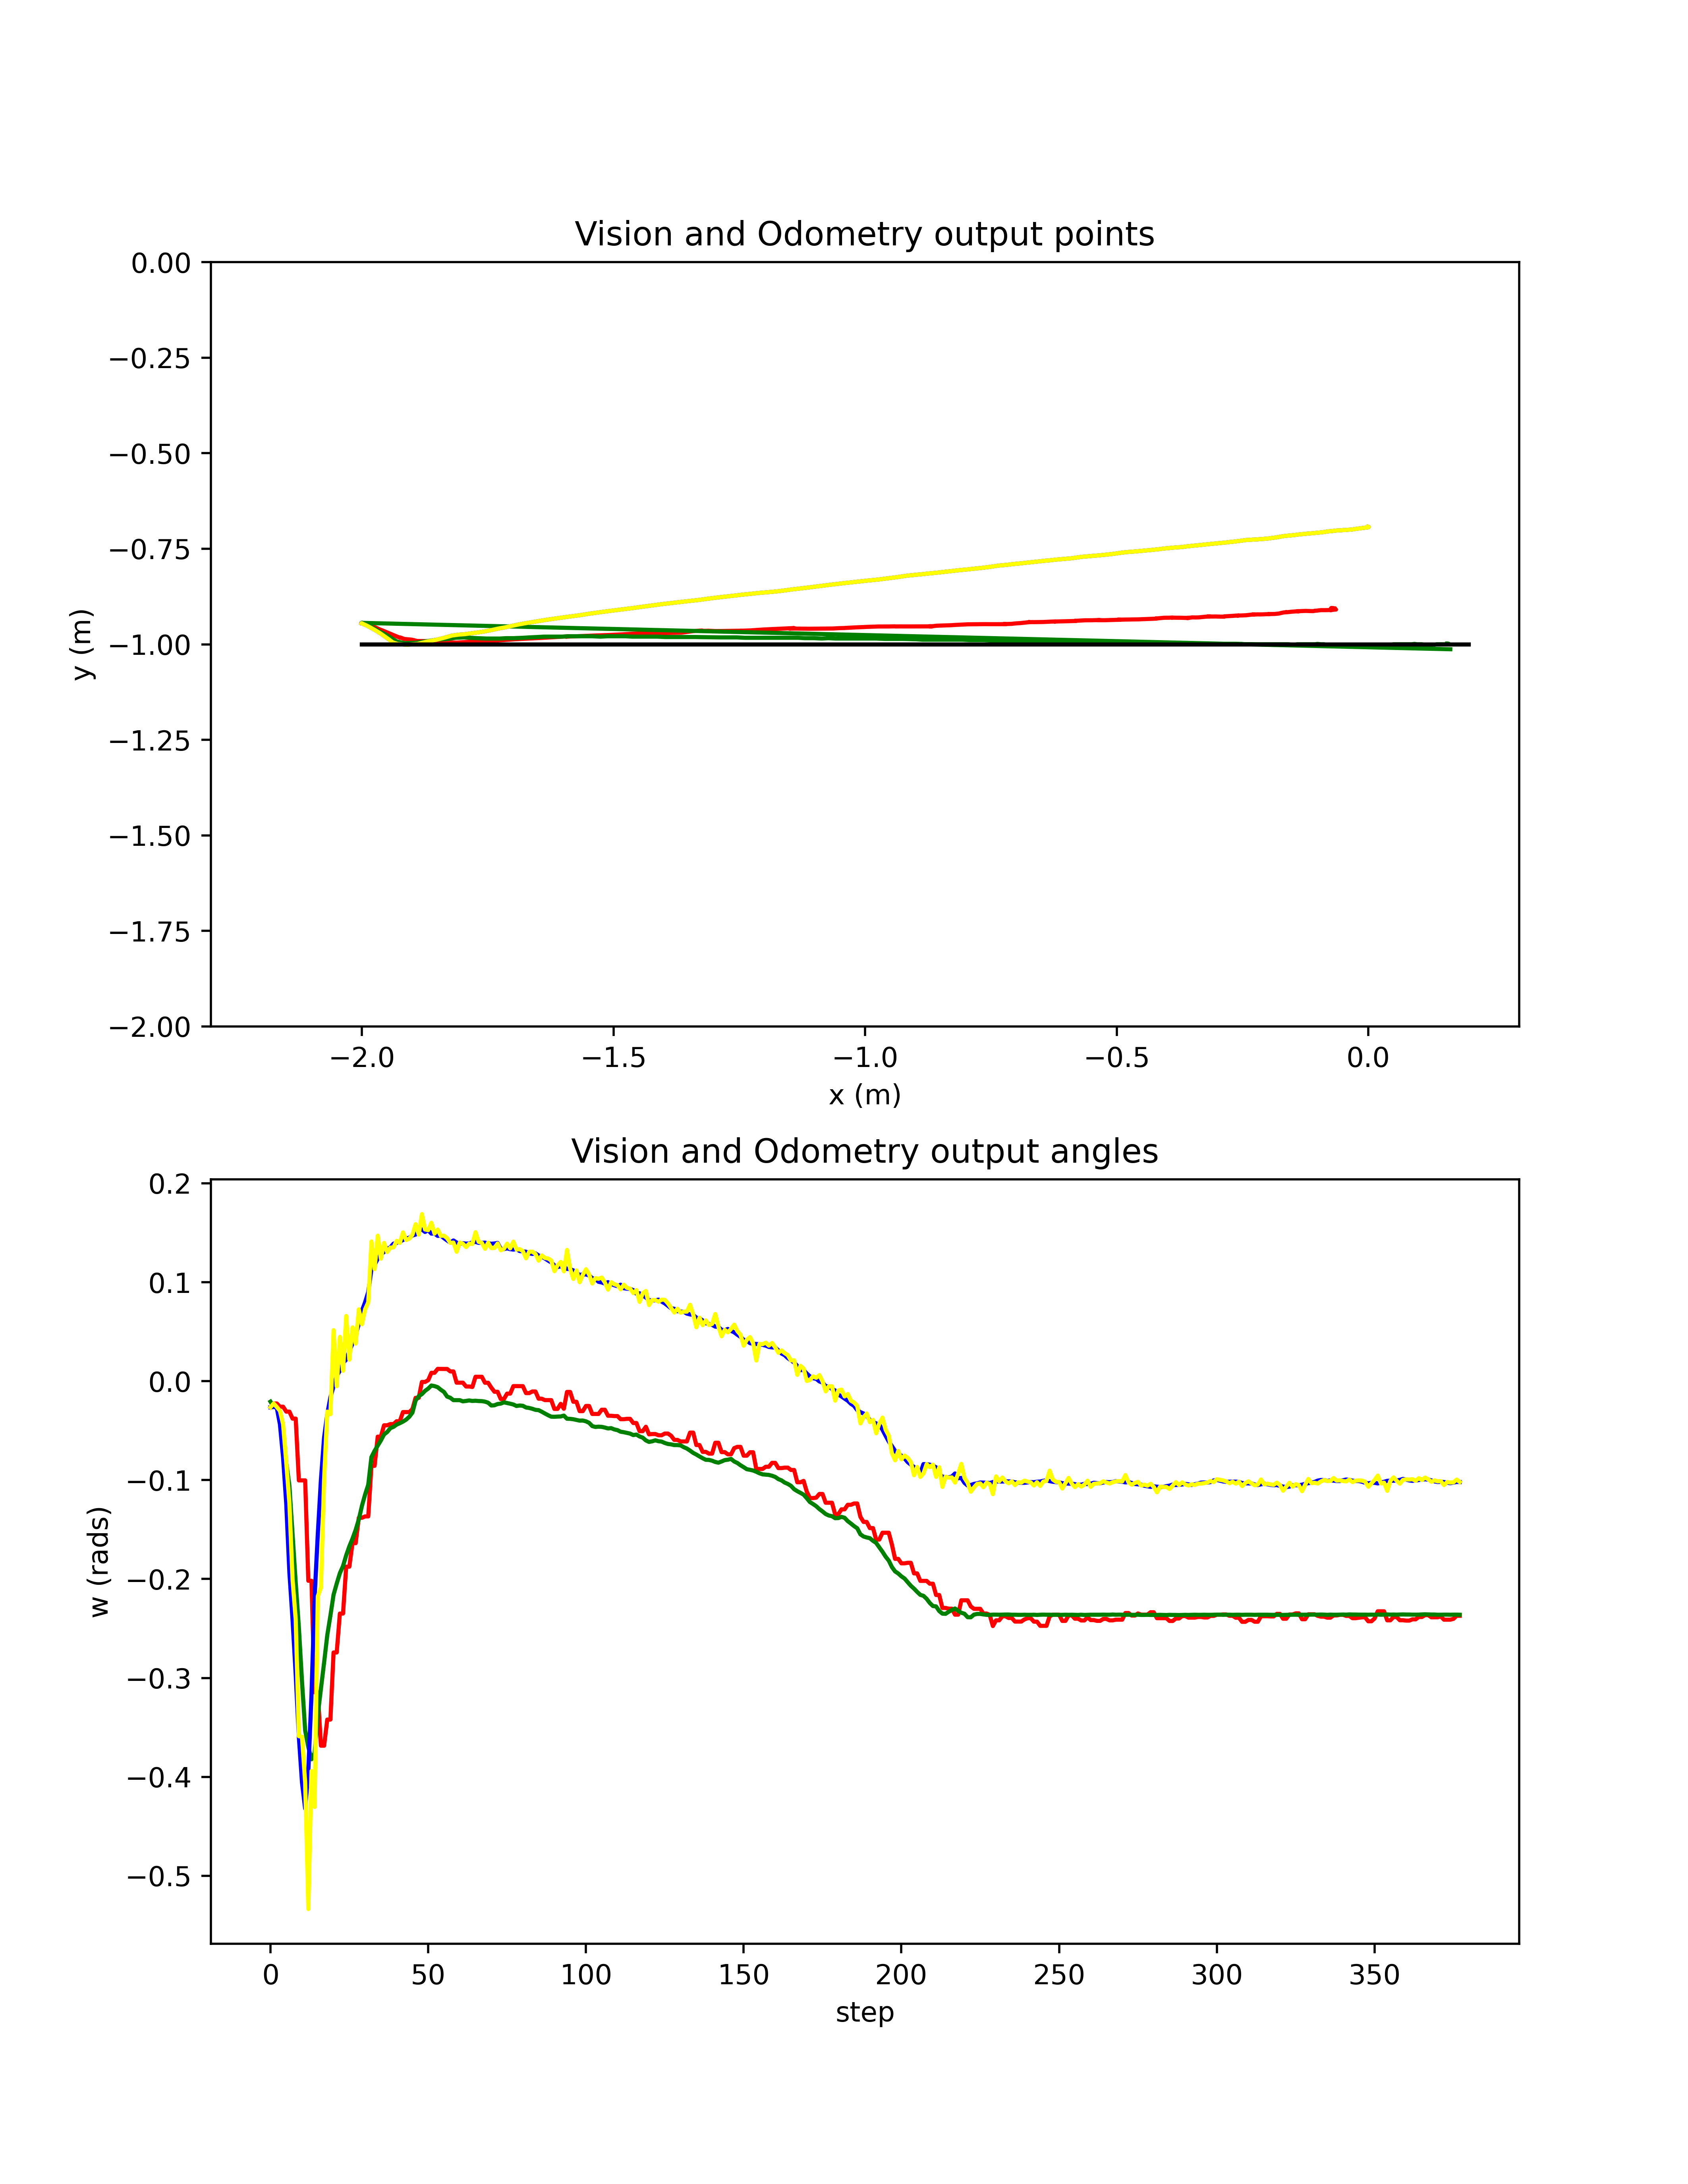 Vision and Odometry output points
0.00
−0.25
−0.50
−0.75
−1.00
−1.25
−1.50
−1.75
−2.00
y (m)
−2.0 −1.5 −1.0 −0.5 0.0
x (m)
Vision and Odometry output angles
0.2
0.1
0.0
−0.1
−0.2
−0.3
−0.4
−0.5
w (rads)
0 50 100 150 200 250 300 350
step